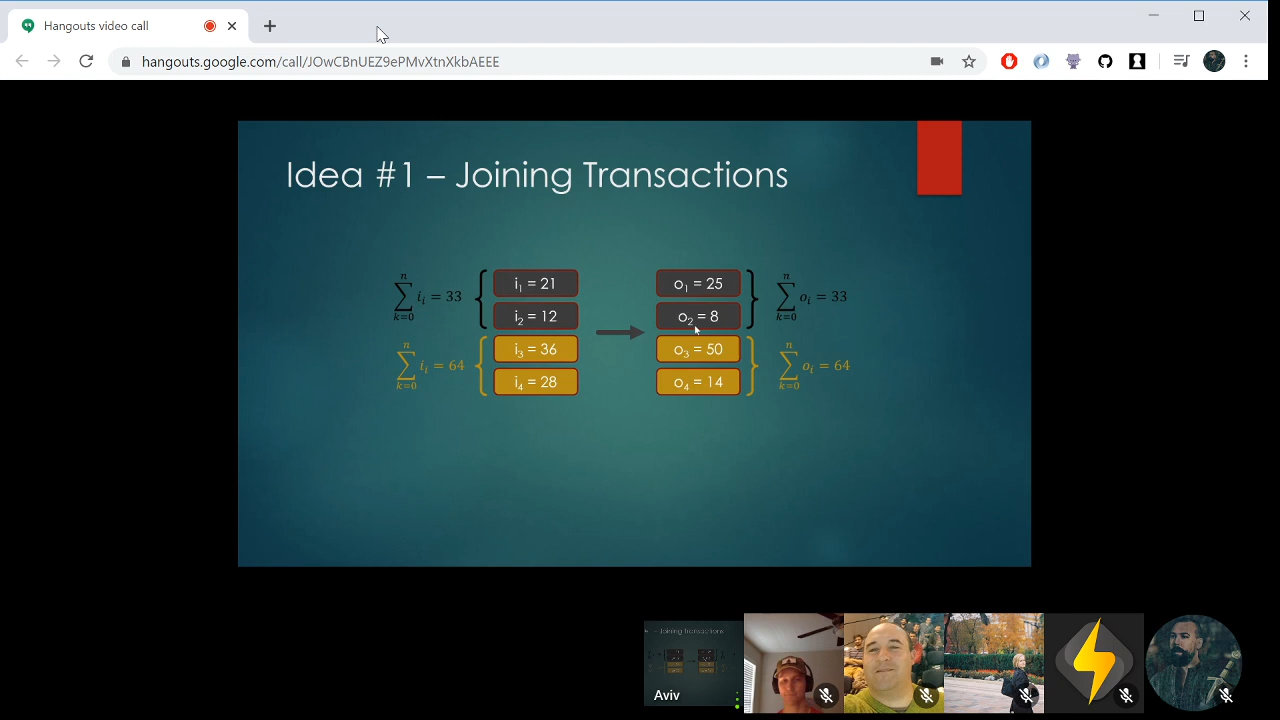 Hangouts video call
hangouts.google.com/call/JOwCBnUEZ9ePMvXtnXkbAEEE
Idea #1 – Joining Transactions
n
∑ iᵢ = 33
k=0
i₁ = 21
i₂ = 12
o₁ = 25
o₂ = 8
n
∑ oᵢ = 33
k=0
n
∑ iᵢ = 64
k=0
i₃ = 36
i₄ = 28
o₃ = 50
o₄ = 14
n
∑ oᵢ = 64
k=0
– Joining Transactions
Aviv